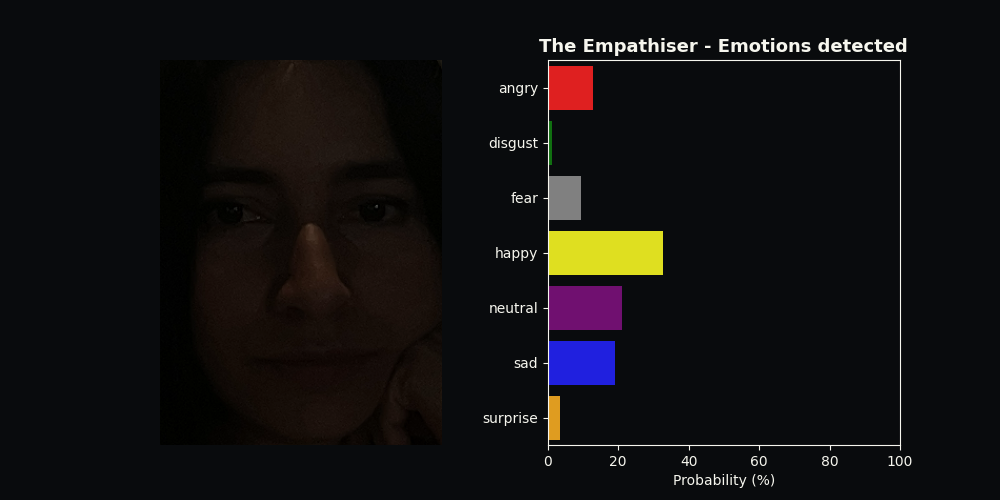 The Empathiser - Emotions detected
angry
disgust
fear
happy
neutral
sad
surprise
0 20 40 60 80 100
Probability (%)